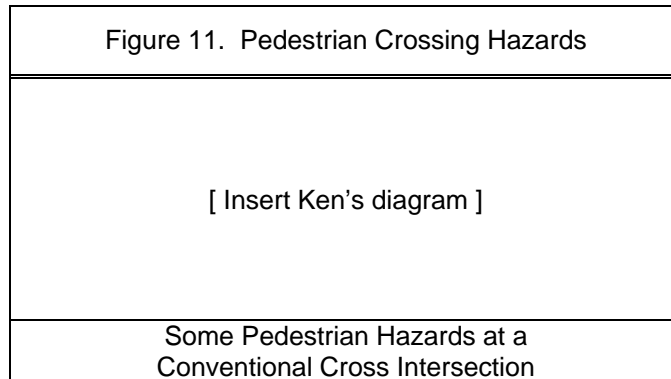 Figure 11.  Pedestrian Crossing Hazards
[ Insert Ken's diagram ]
Some Pedestrian Hazards at a
Conventional Cross Intersection